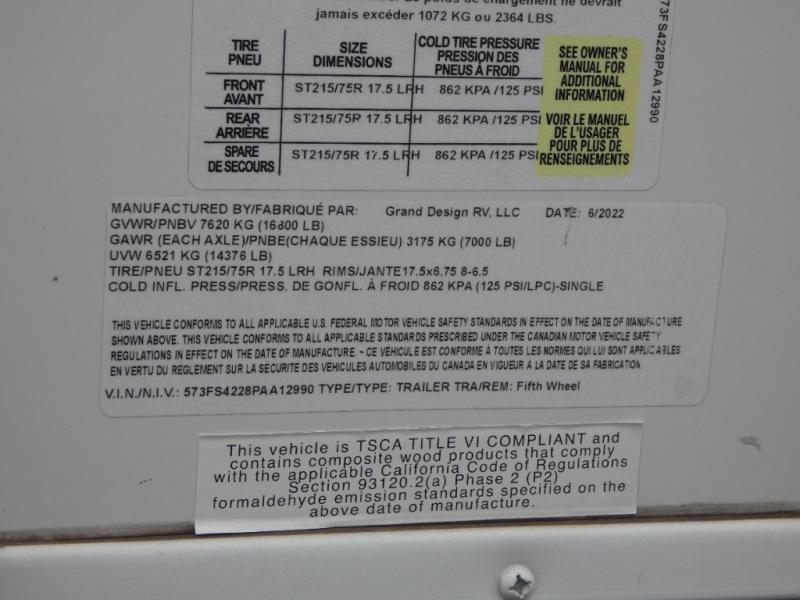 de chargement ne devrait
jamais excéder 1072 KG ou 2364 LBS.
TIRE PNEU SIZE DIMENSIONS COLD TIRE PRESSURE PRESSION DES PNEUS À FROID
FRONT AVANT ST215/75R 17.5 LRH 862 KPA /125 PSI
REAR ARRIÈRE ST215/75R 17.5 LRH 862 KPA /125 PSI
SPARE DE SECOURS ST215/75R 17.5 LRH 862 KPA /125 PSI
SEE OWNER'S
MANUAL FOR
ADDITIONAL
INFORMATION
VOIR LE MANUEL
DE L'USAGER
POUR PLUS DE
RENSEIGNEMENTS
73FS4228PAA12990
MANUFACTURED BY/FABRIQUÉ PAR: Grand Design RV, LLC DATE: 6/2022
GVWR/PNBV 7620 KG (16800 LB)
GAWR (EACH AXLE)/PNBE(CHAQUE ESSIEU) 3175 KG (7000 LB)
UVW 6521 KG (14376 LB)
TIRE/PNEU ST215/75R 17.5 LRH RIMS/JANTE17.5x6.75 8-6.5
COLD INFL. PRESS/PRESS. DE GONFL. À FROID 862 KPA (125 PSI/LPC)-SINGLE
THIS VEHICLE CONFORMS TO ALL APPLICABLE U.S. FEDERAL MOTOR VEHICLE SAFETY STANDARDS IN EFFECT ON THE DATE OF MANUFACTURE
SHOWN ABOVE. THIS VEHICLE CONFORMS TO ALL APPLICABLE STANDARDS PRESCRIBED UNDER THE CANADIAN MOTOR VEHICLE SAFETY
REGULATIONS IN EFFECT ON THE DATE OF MANUFACTURE. - CE VÉHICULE EST CONFORME À TOUTES LES NORMES QUI LUI SONT APPLICABLES
EN VERTU DU REGLEMENT SUR LA SECURITE DES VÉHICULES AUTOMOBILES DU CANADA EN VIGUEUR A LA DATE DE SA FABRICATION.
V.I.N./N.I.V.: 573FS4228PAA12990 TYPE/TYPE: TRAILER TRA/REM: Fifth Wheel
This vehicle is TSCA TITLE VI COMPLIANT and
contains composite wood products that comply
with the applicable California Code of Regulations
Section 93120.2(a) Phase 2 (P2)
formaldehyde emission standards specified on the
above date of manufacture.